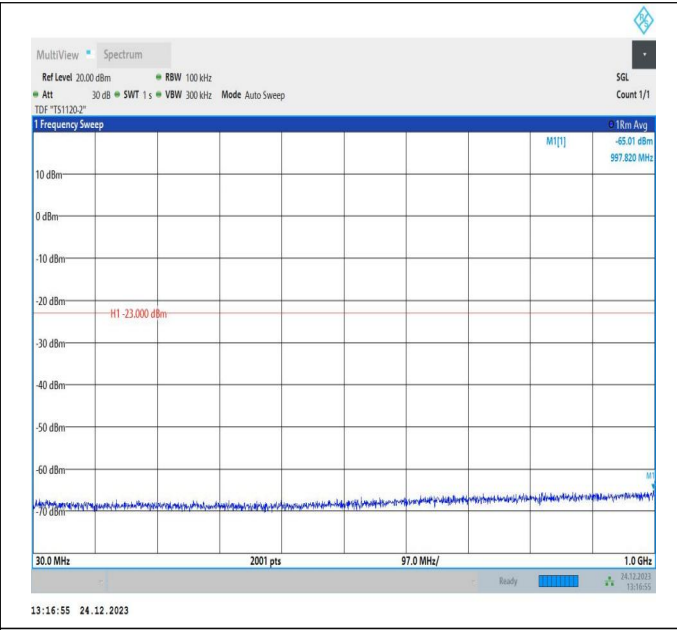 R S
MultiView Spectrum
Ref Level 20.00 dBm RBW 100 kHz SGL
Att 30 dB SWT 1 s VBW 300 kHz Mode Auto Sweep Count 1/1
TDF "TS1120-2"
1 Frequency Sweep 1Rm Avg
M1[1] -65.01 dBm
997.820 MHz
10 dBm
0 dBm
-10 dBm
-20 dBm
H1 -23.000 dBm
-30 dBm
-40 dBm
-50 dBm
-60 dBm
M1
-70 dBm
30.0 MHz 2001 pts 97.0 MHz/ 1.0 GHz
Ready 24.12.2023
13:16:55
13:16:55 24.12.2023